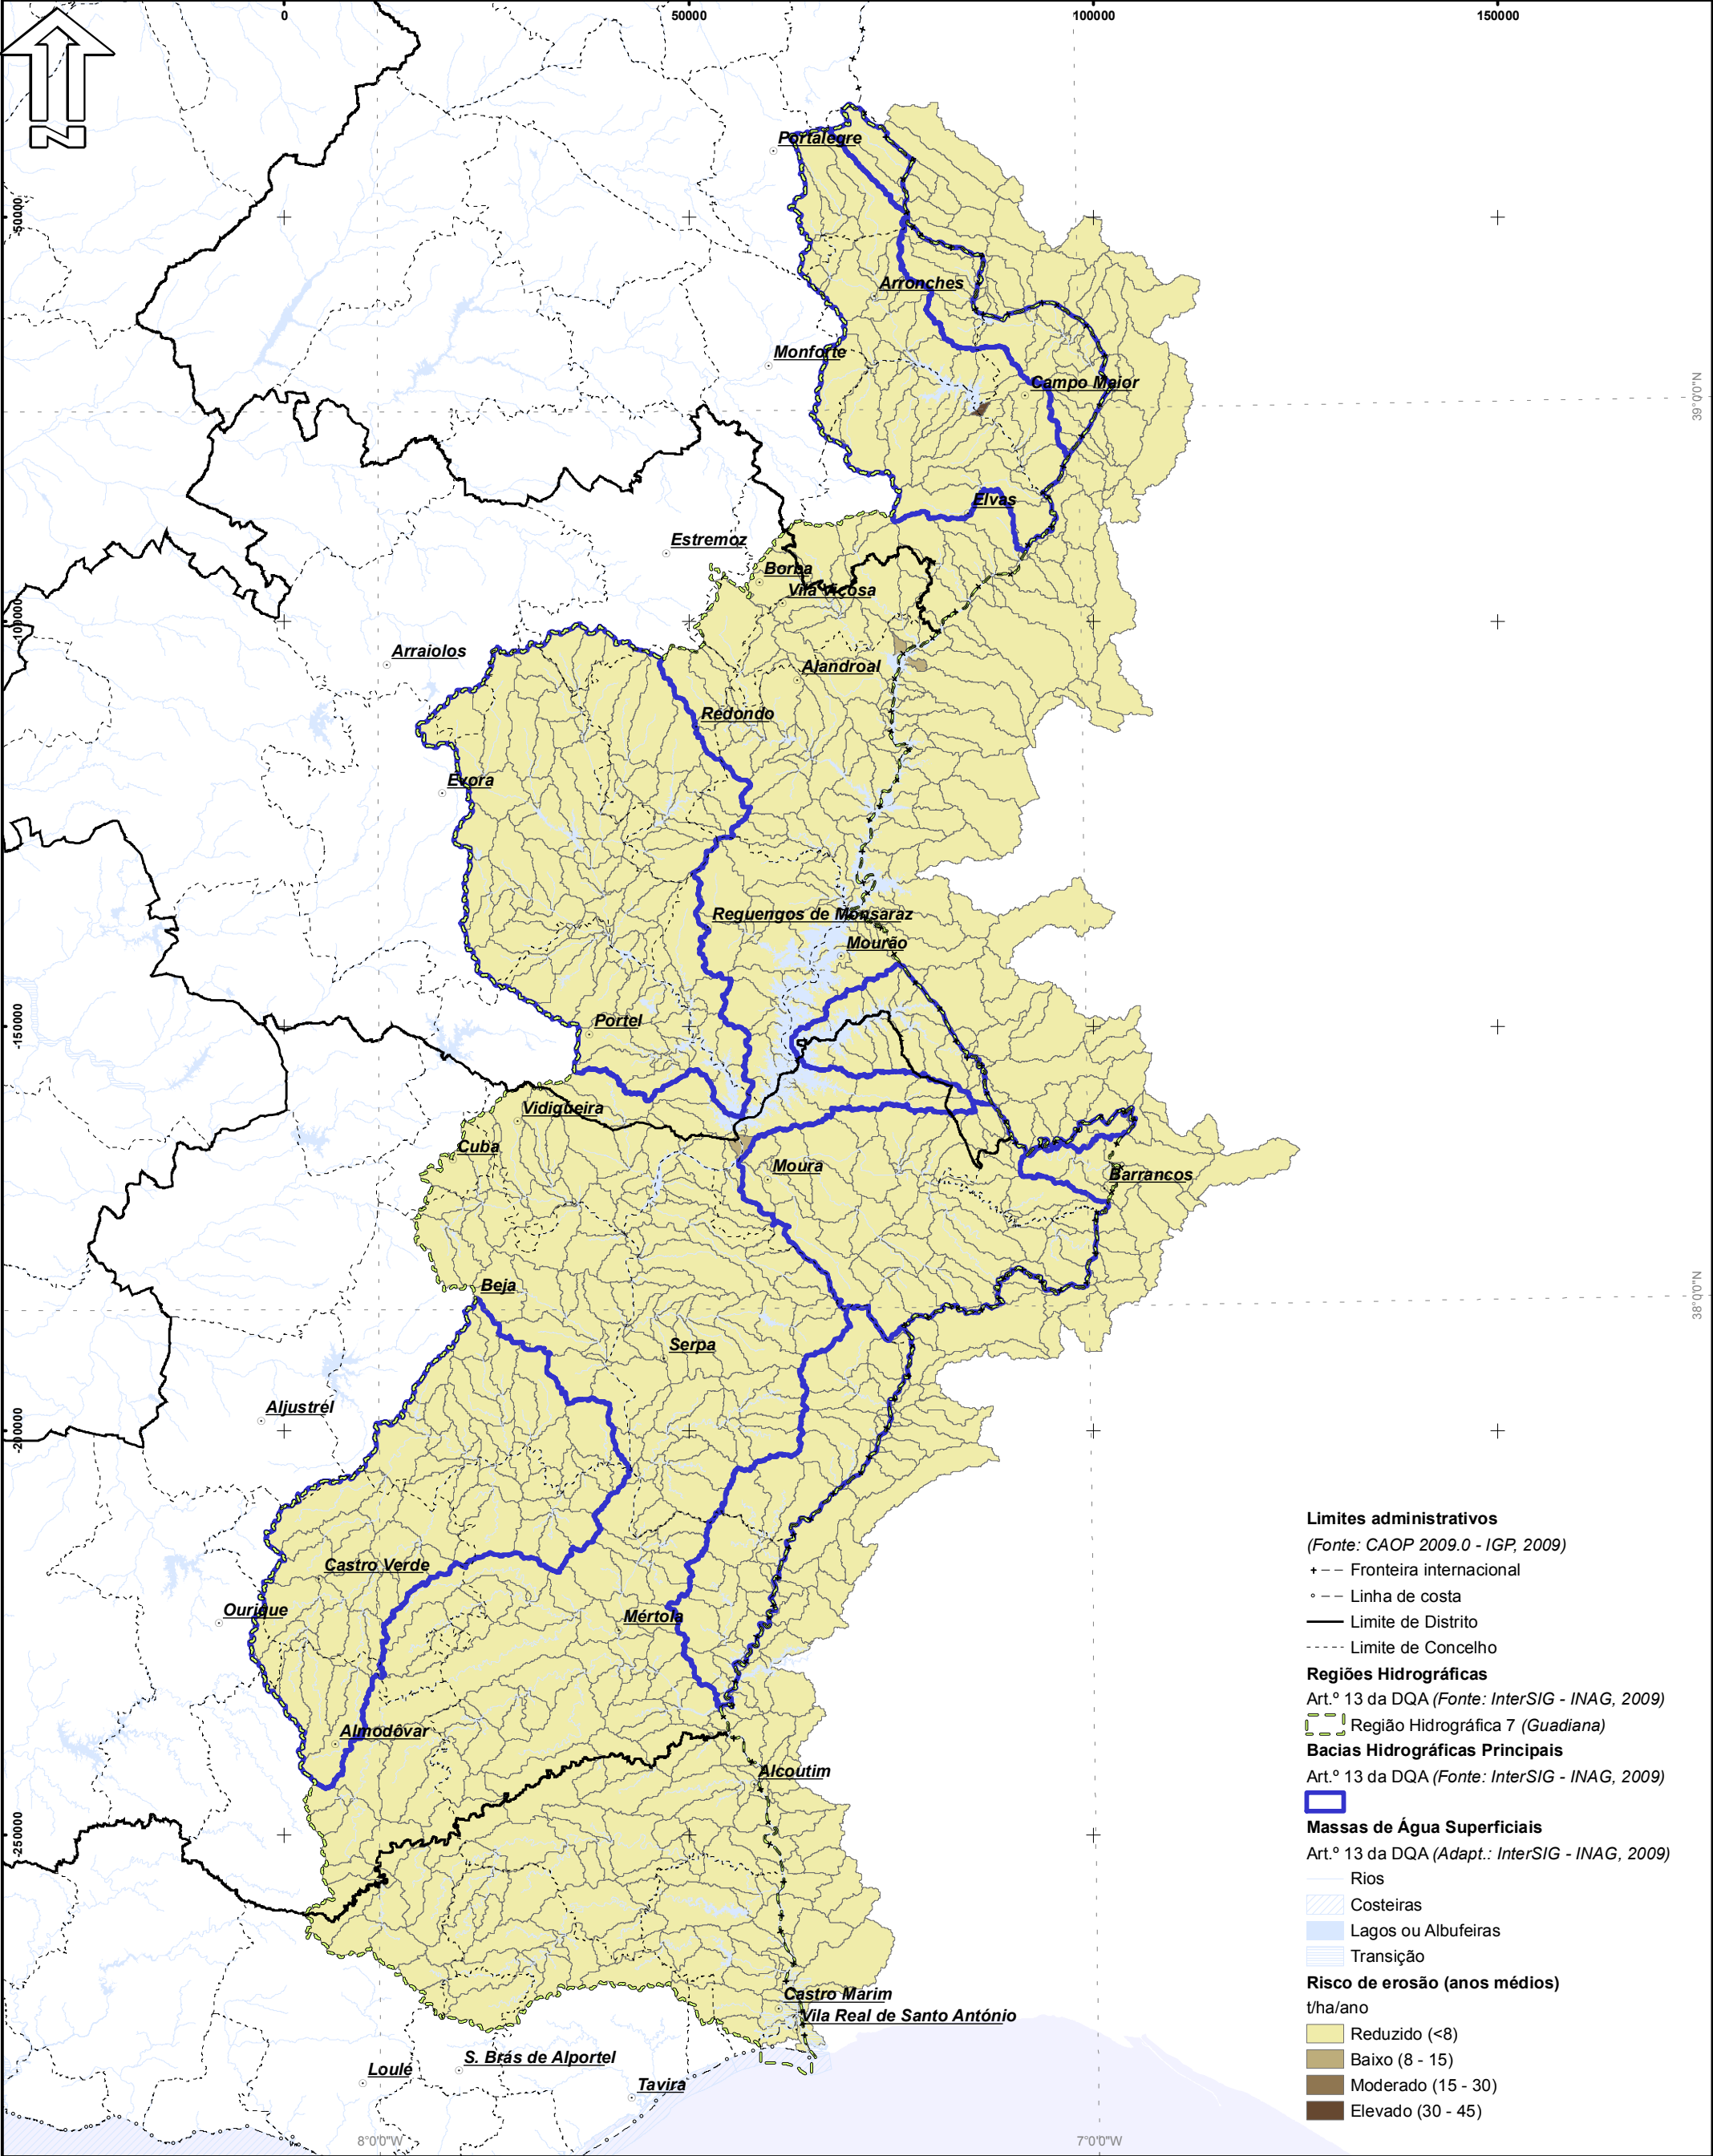 0
50000
100000
150000
N
-50000
-100000
-150000
-200000
-250000
39°0'0"N
38°0'0"N
8°0'0"W
7°0'0"W
Portalegre
Arronches
Monforte
Campo Maior
Elvas
Estremoz
Borba
Vila Viçosa
Arraiolos
Alandroal
Redondo
Evora
Reguengos de Monsaraz
Mourão
Portel
Vidigueira
Cuba
Moura
Barrancos
Beja
Serpa
Aljustrel
Castro Verde
Ourique
Mértola
Almodôvar
Alcoutim
Castro Marim
Vila Real de Santo António
S. Brás de Alportel
Loulé
Tavira
Limites administrativos
(Fonte: CAOP 2009.0 - IGP, 2009)
Fronteira internacional
Linha de costa
Limite de Distrito
Limite de Concelho
Regiões Hidrográficas
Art.º 13 da DQA (Fonte: InterSIG - INAG, 2009)
Região Hidrográfica 7 (Guadiana)
Bacias Hidrográficas Principais
Art.º 13 da DQA (Fonte: InterSIG - INAG, 2009)
Massas de Água Superficiais
Art.º 13 da DQA (Adapt.: InterSIG - INAG, 2009)
Rios
Costeiras
Lagos ou Albufeiras
Transição
Risco de erosão (anos médios)
t/ha/ano
Reduzido (<8)
Baixo (8 - 15)
Moderado (15 - 30)
Elevado (30 - 45)